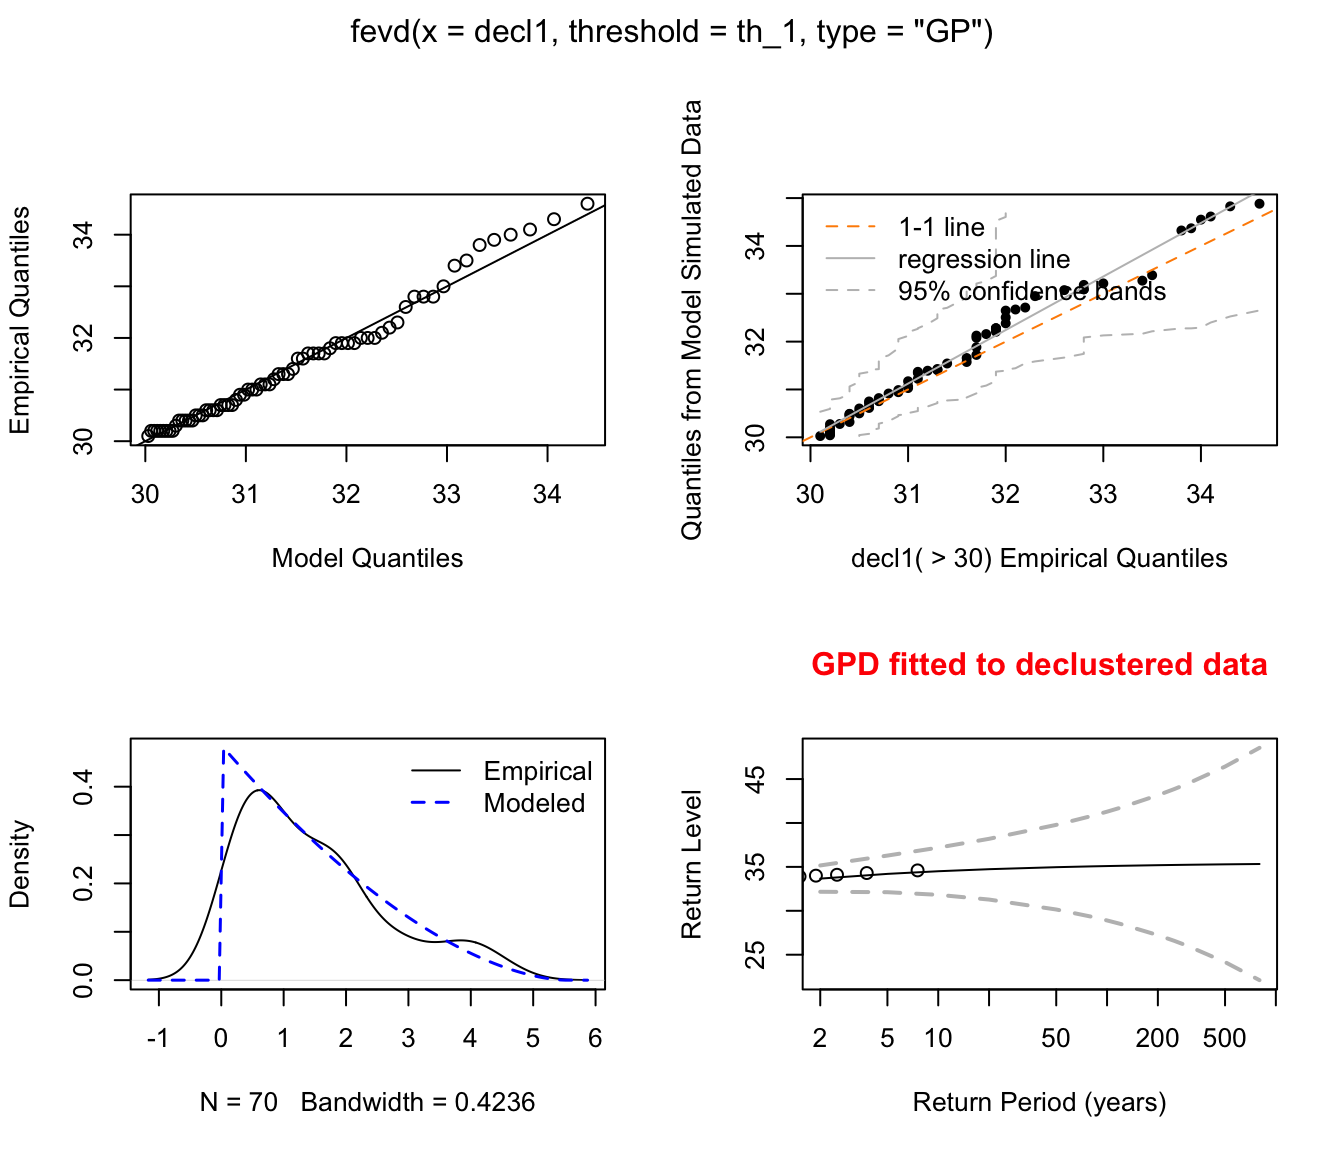 fevd(x = decl1, threshold = th_1, type = "GP")
Empirical Quantiles
34
32
30
30 31 32 33 34
Model Quantiles
Quantiles from Model Simulated Data
34
32
30
1-1 line
regression line
95% confidence bands
30 31 32 33 34
decl1( > 30) Empirical Quantiles
Density
0.4
0.2
0.0
Empirical
Modeled
-1 0 1 2 3 4 5 6
N = 70 Bandwidth = 0.4236
GPD fitted to declustered data
Return Level
45
35
25
2 5 10 50 200 500
Return Period (years)